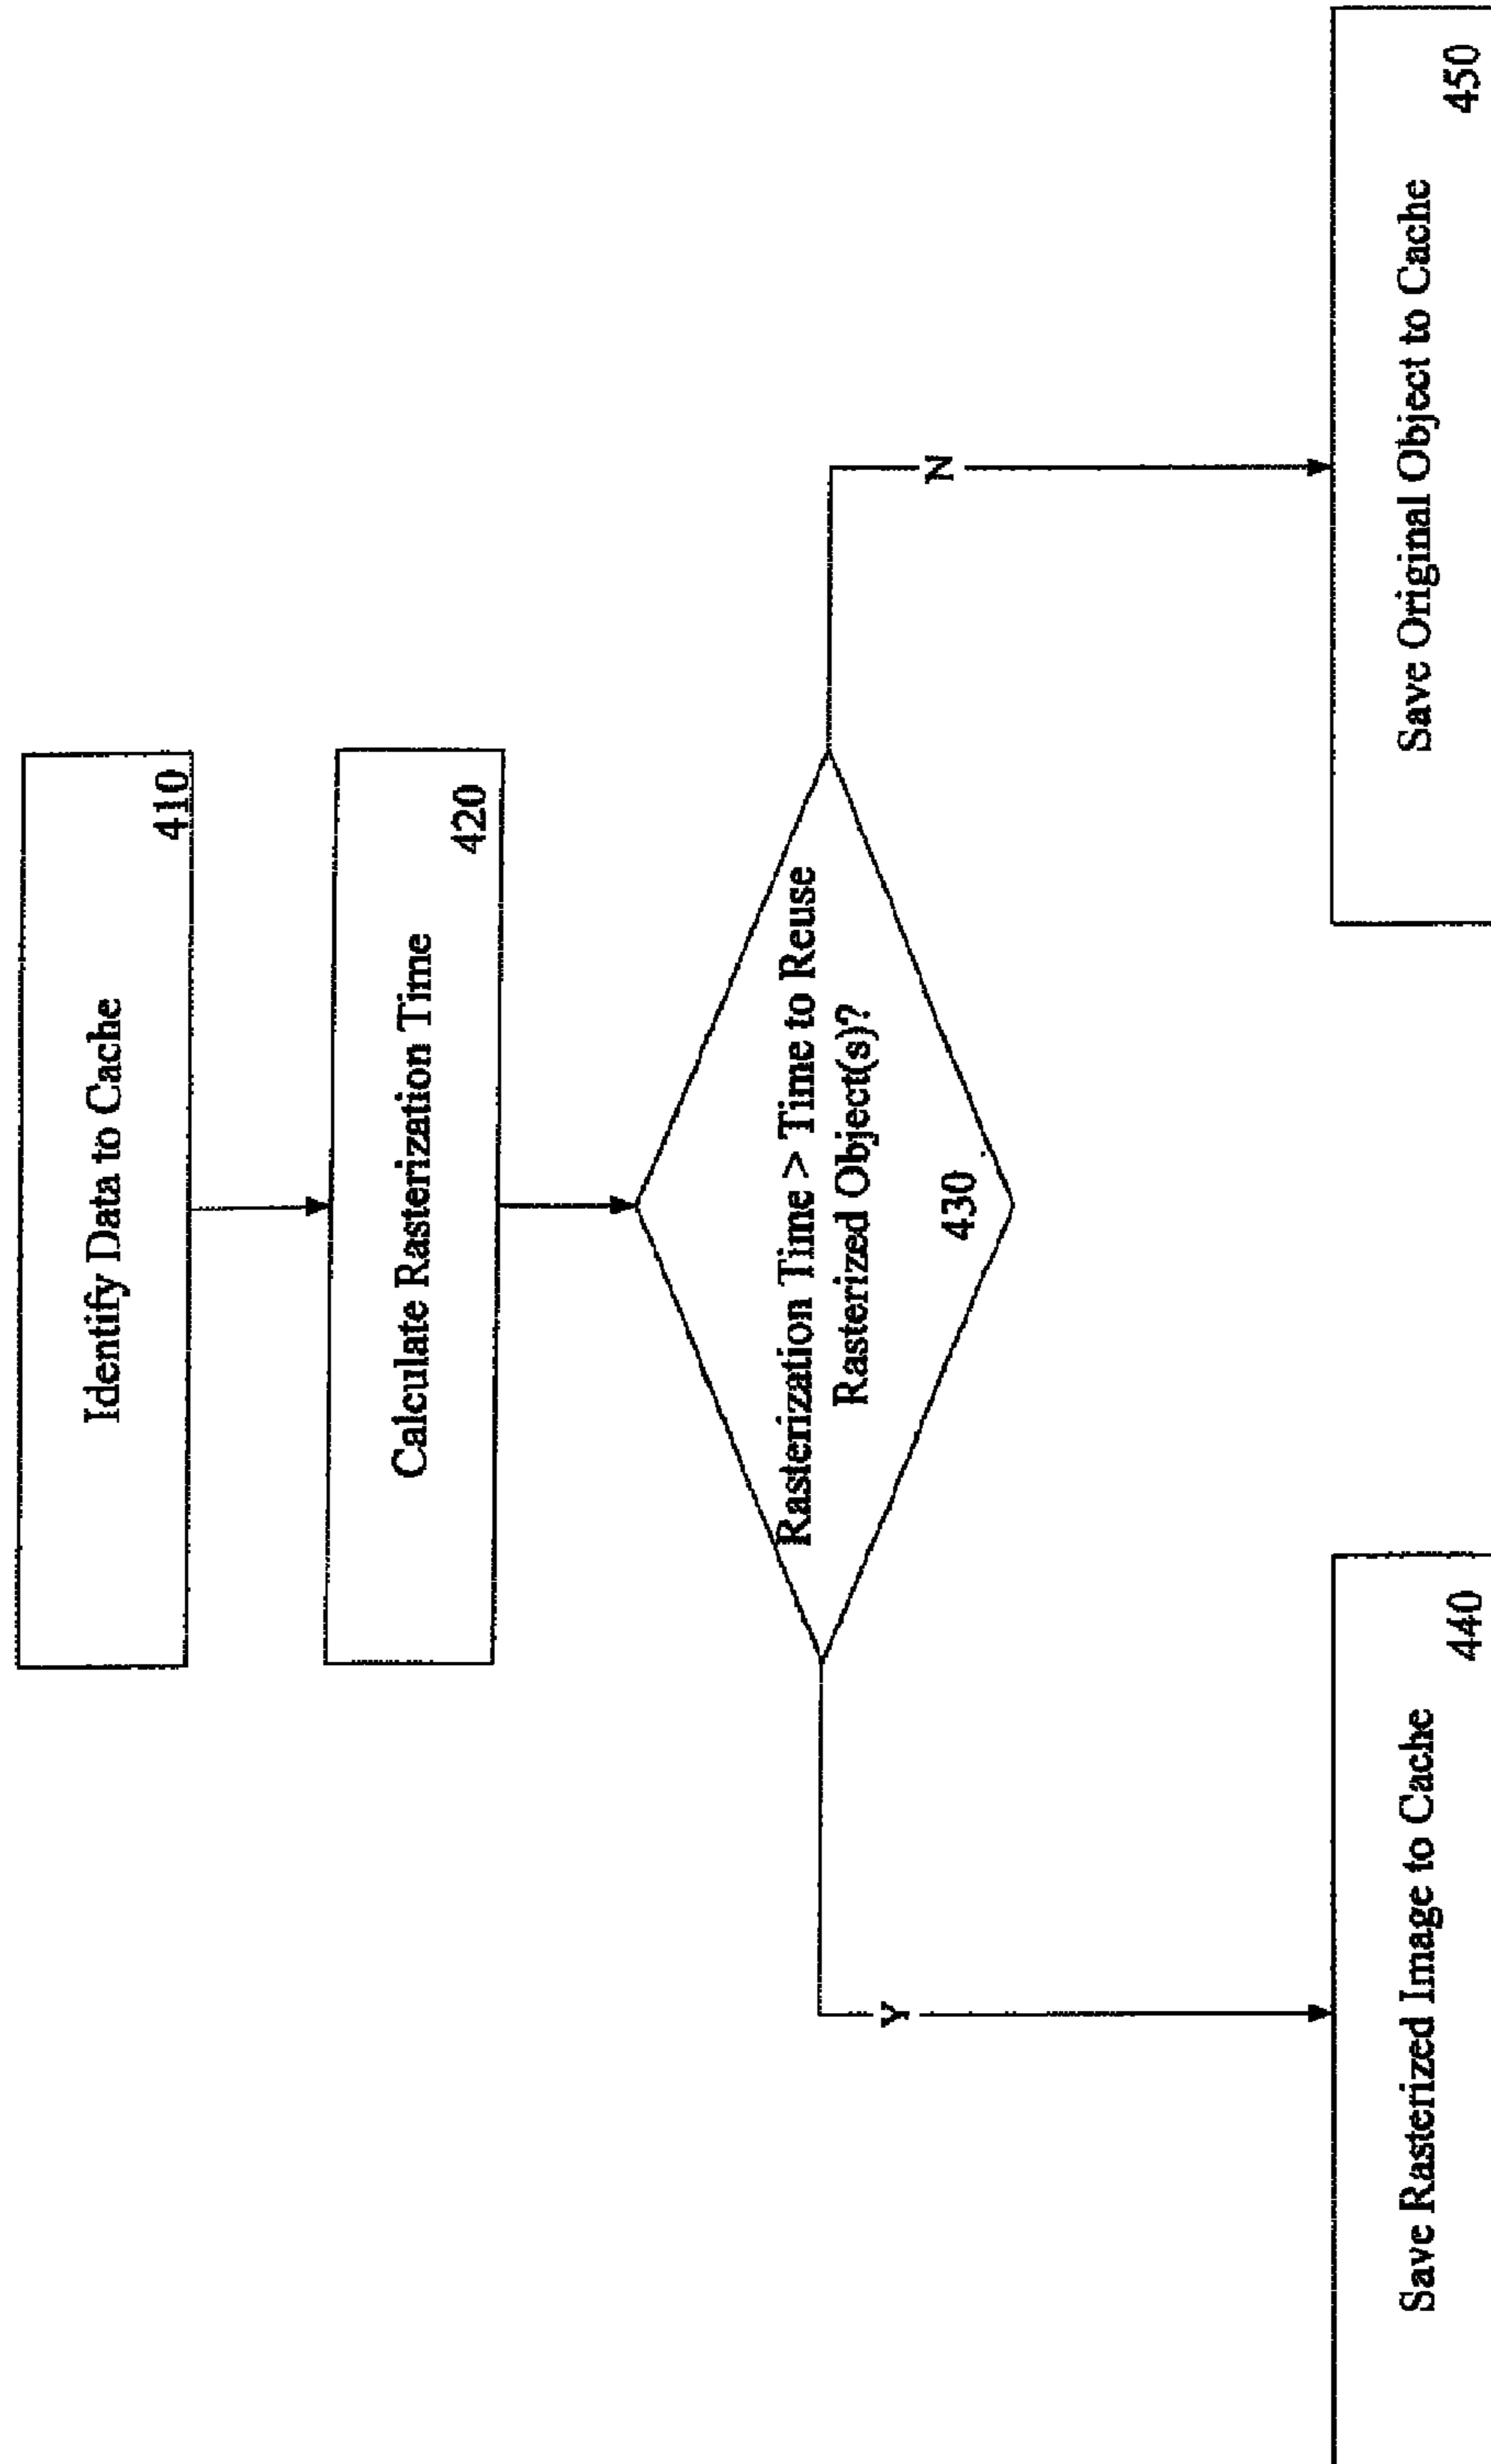 Identify Data to Cache
410
Calculate Rasterization Time
420
Rasterization Time > Time to Reuse
Rasterized Object(s)?
430
Y
N
Save Rasterized Image to Cache
440
Save Original Object to Cache
450